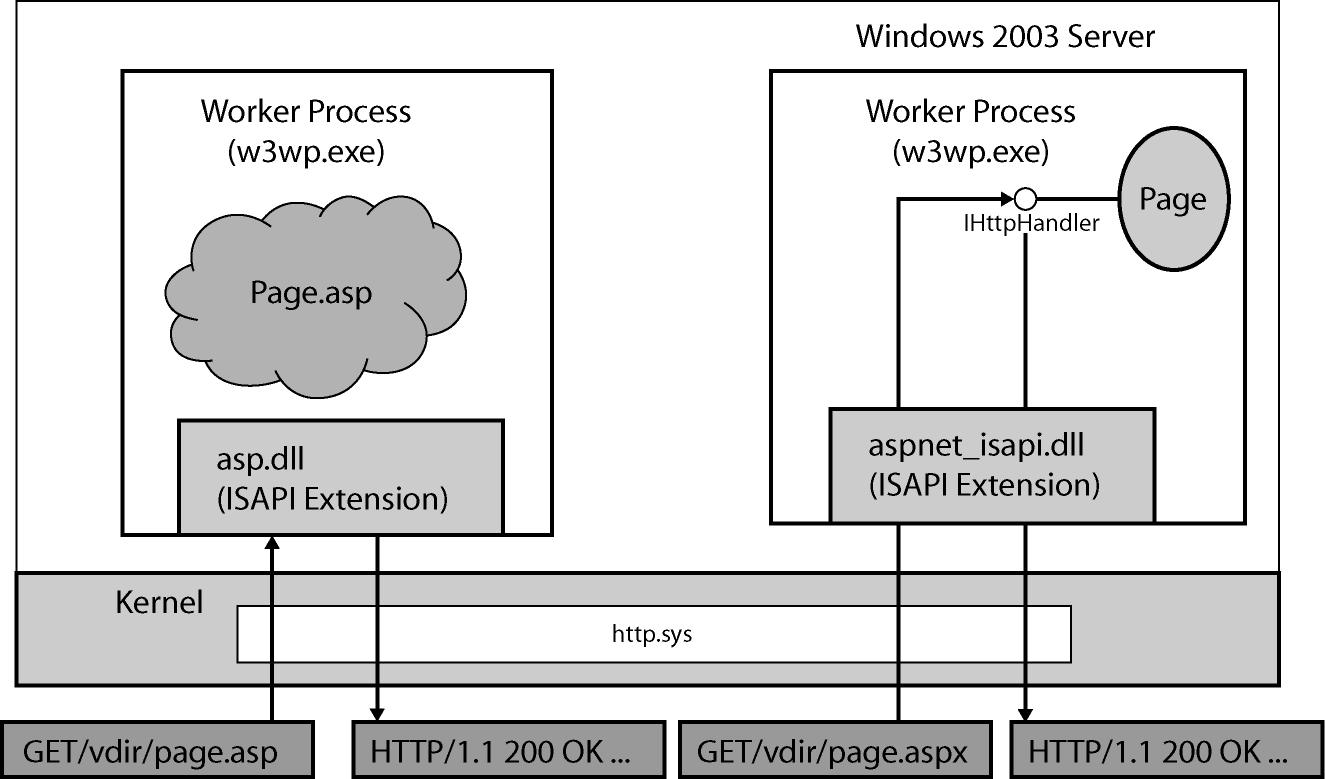 Windows 2003 Server
Worker Process
(w3wp.exe)
Page.asp
asp.dll
(ISAPI Extension)
Worker Process
(w3wp.exe)
Page
IHttpHandler
aspnet_isapi.dll
(ISAPI Extension)
Kernel
http.sys
GET/vdir/page.asp
HTTP/1.1 200 OK ...
GET/vdir/page.aspx
HTTP/1.1 200 OK ...